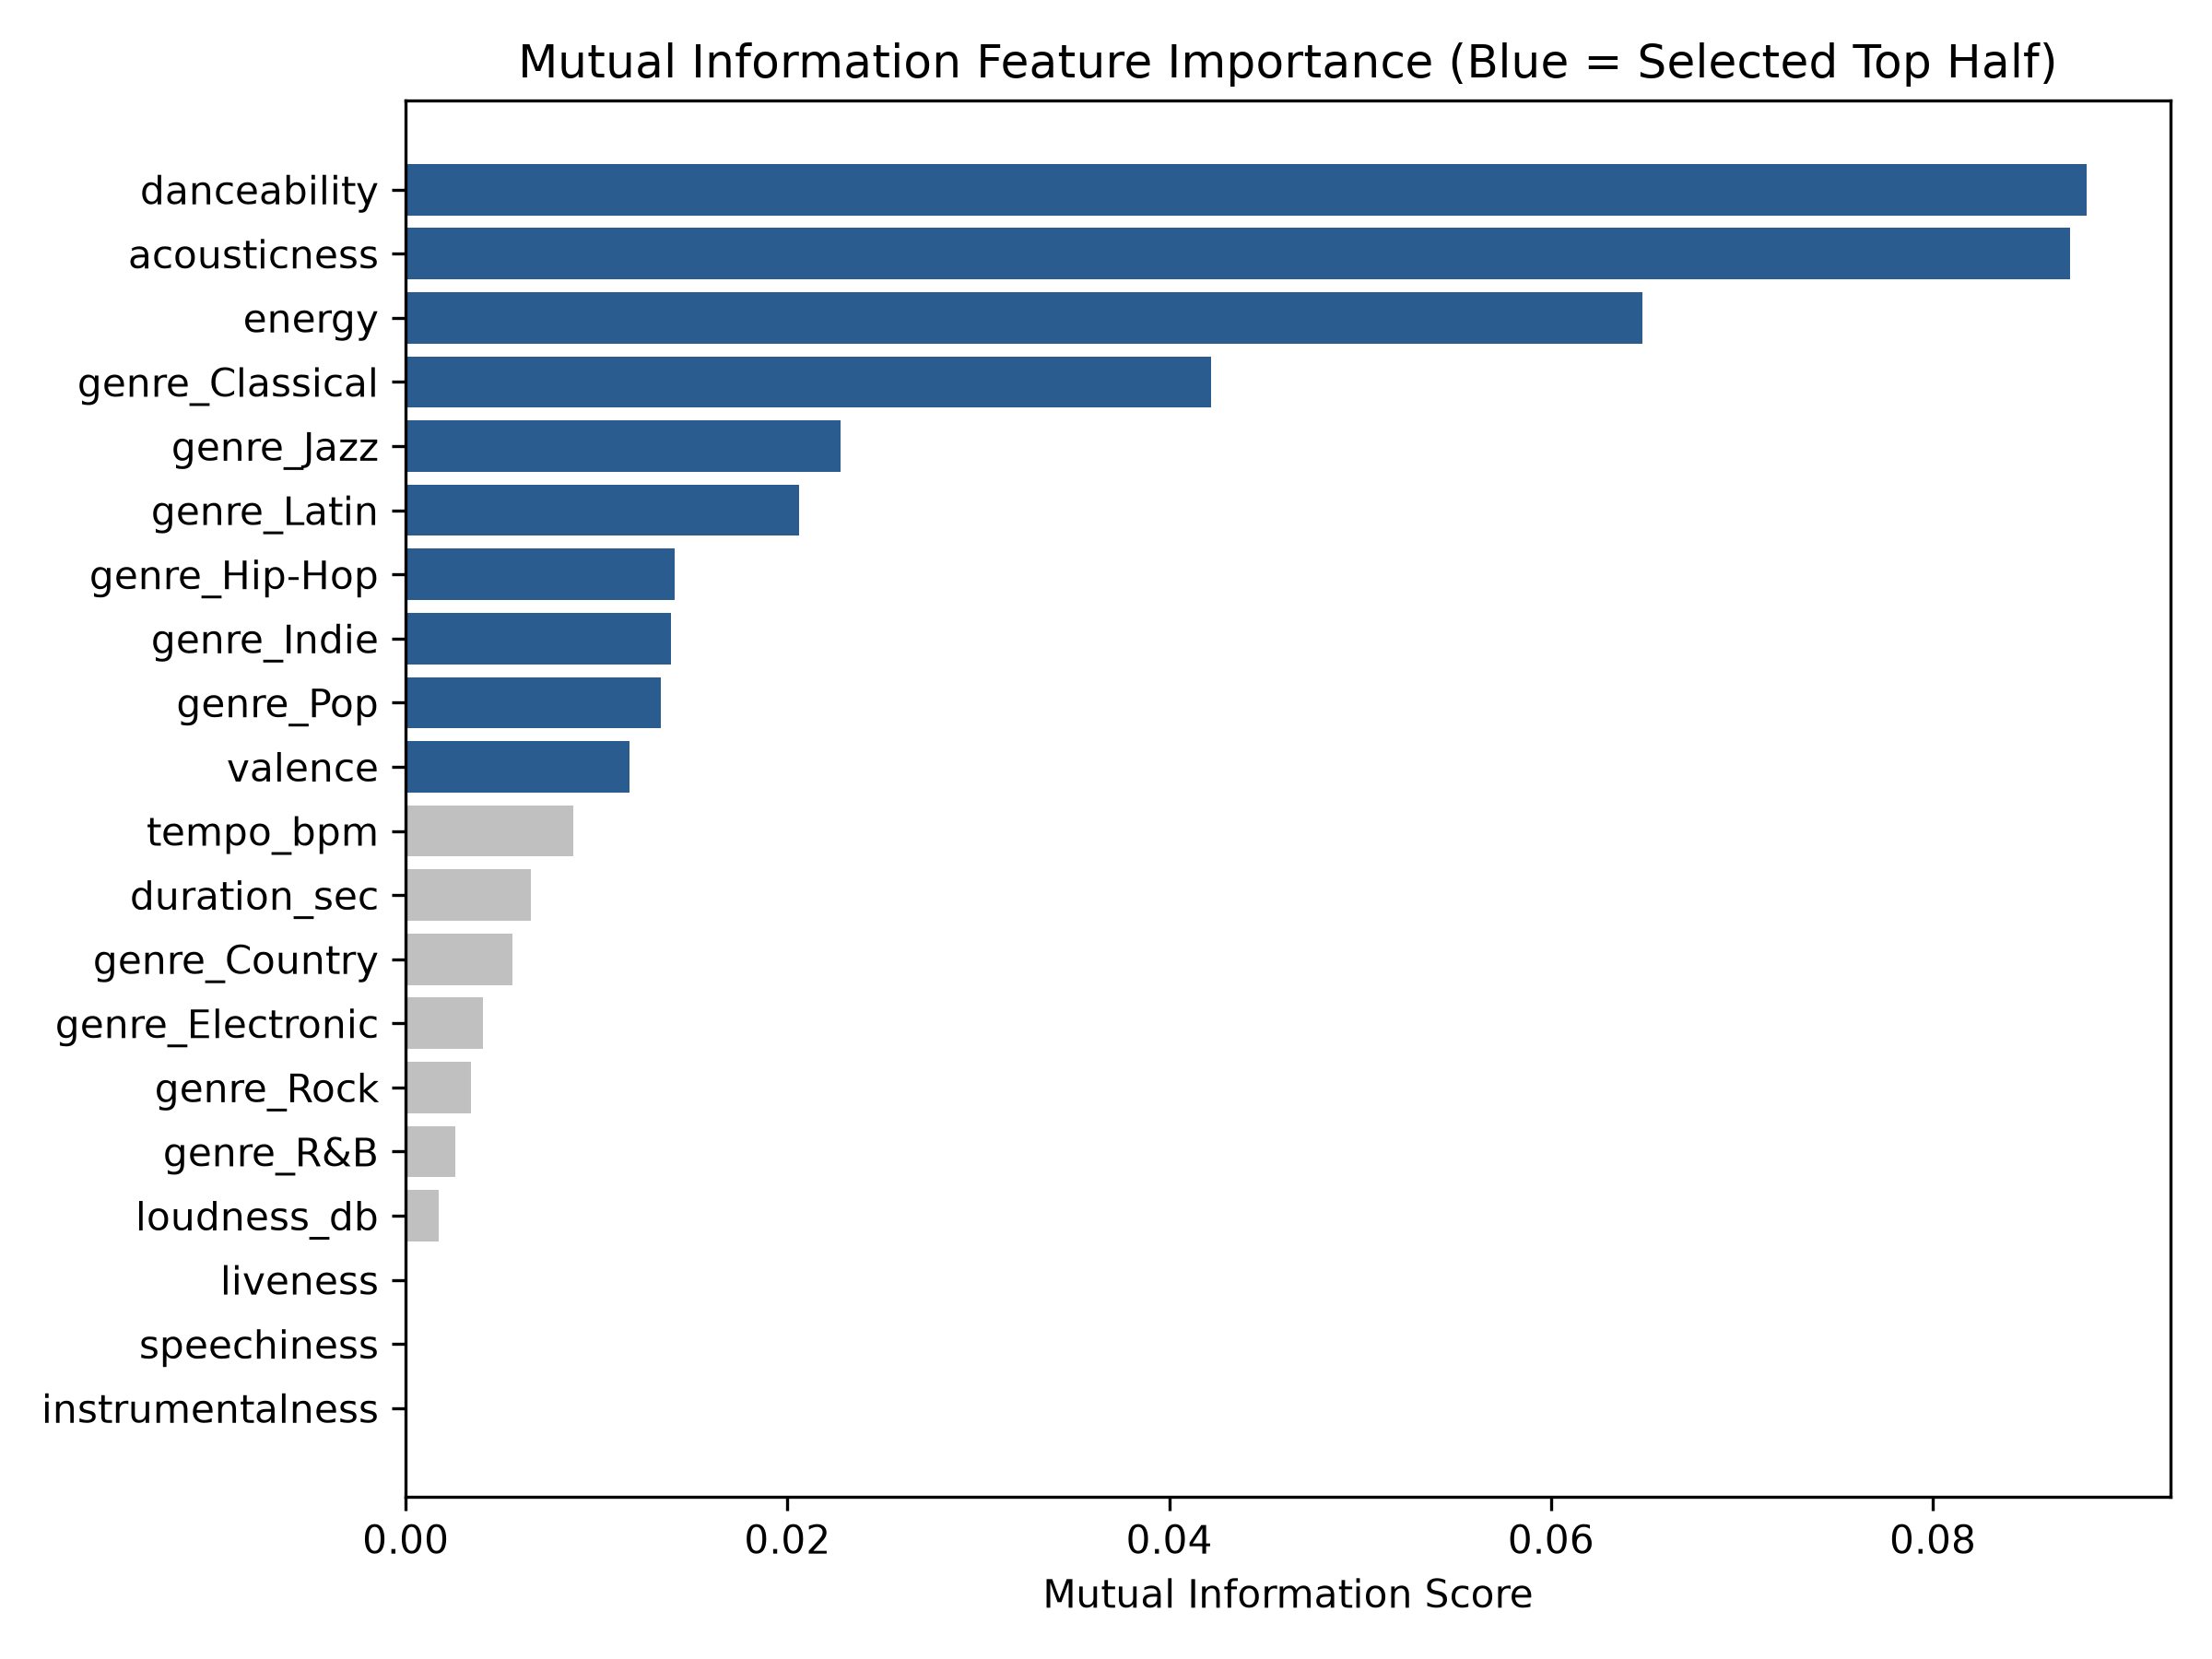 Mutual Information Feature Importance (Blue = Selected Top Half)
danceability
acousticness
energy
genre_Classical
genre_Jazz
genre_Latin
genre_Hip-Hop
genre_Indie
genre_Pop
valence
tempo_bpm
duration_sec
genre_Country
genre_Electronic
genre_Rock
genre_R&B
loudness_db
liveness
speechiness
instrumentalness
0.00 0.02 0.04 0.06 0.08
Mutual Information Score